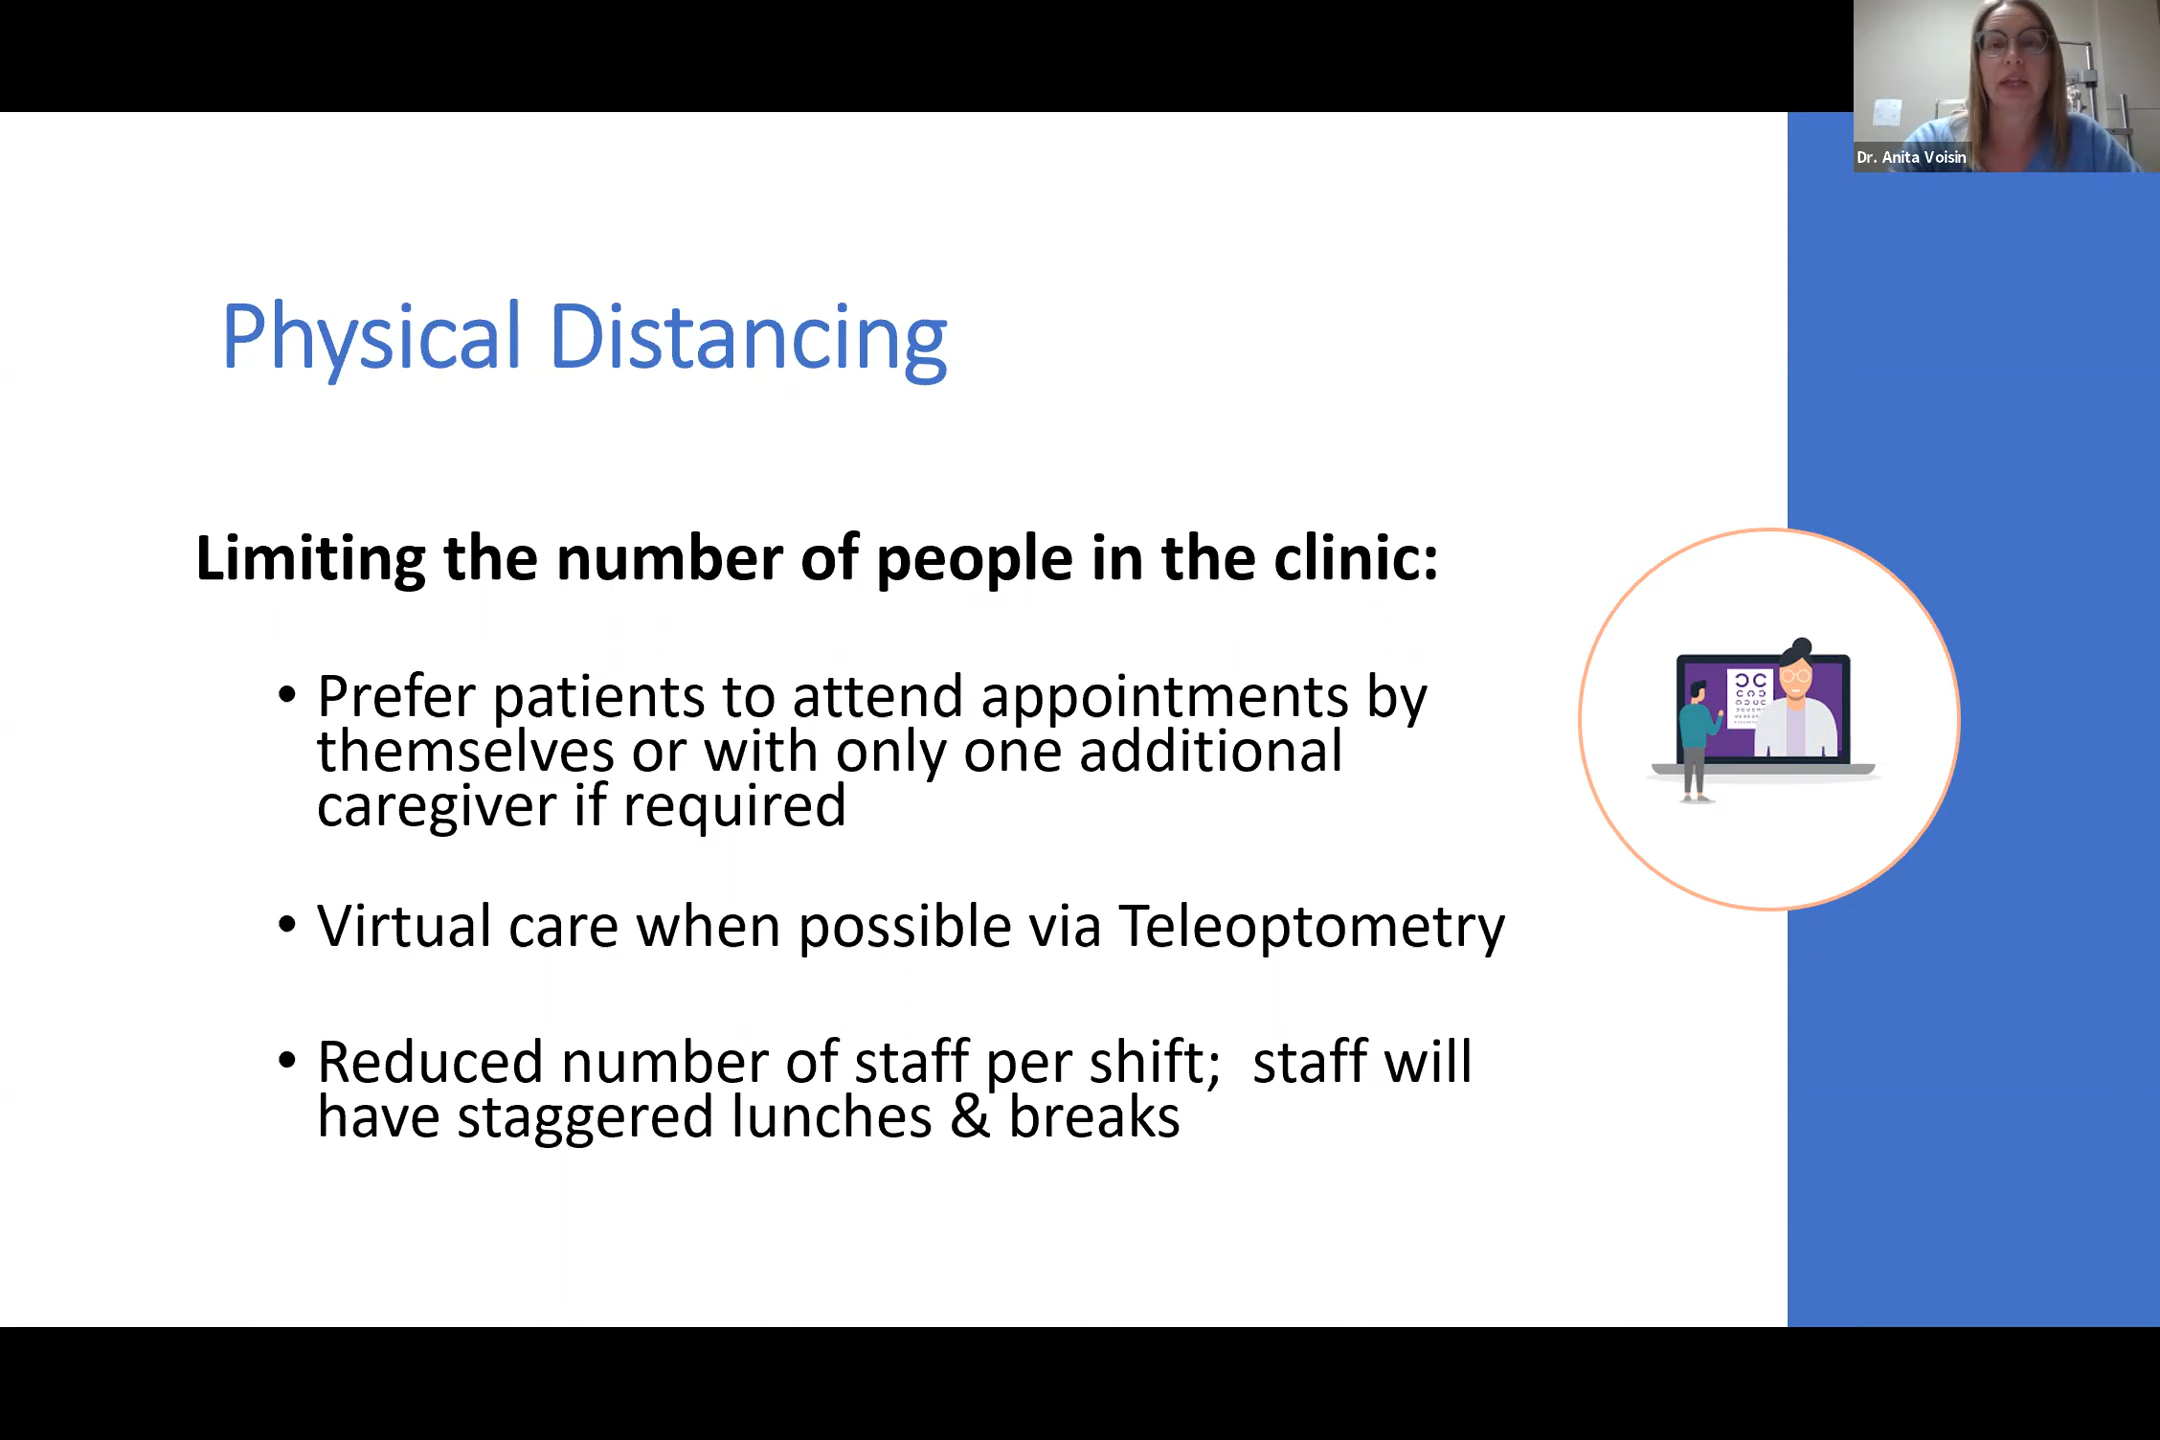 Dr. Anita Voisin
Physical Distancing
Limiting the number of people in the clinic:
• Prefer patients to attend appointments by
themselves or with only one additional
caregiver if required
• Virtual care when possible via Teleoptometry
• Reduced number of staff per shift;  staff will
have staggered lunches & breaks